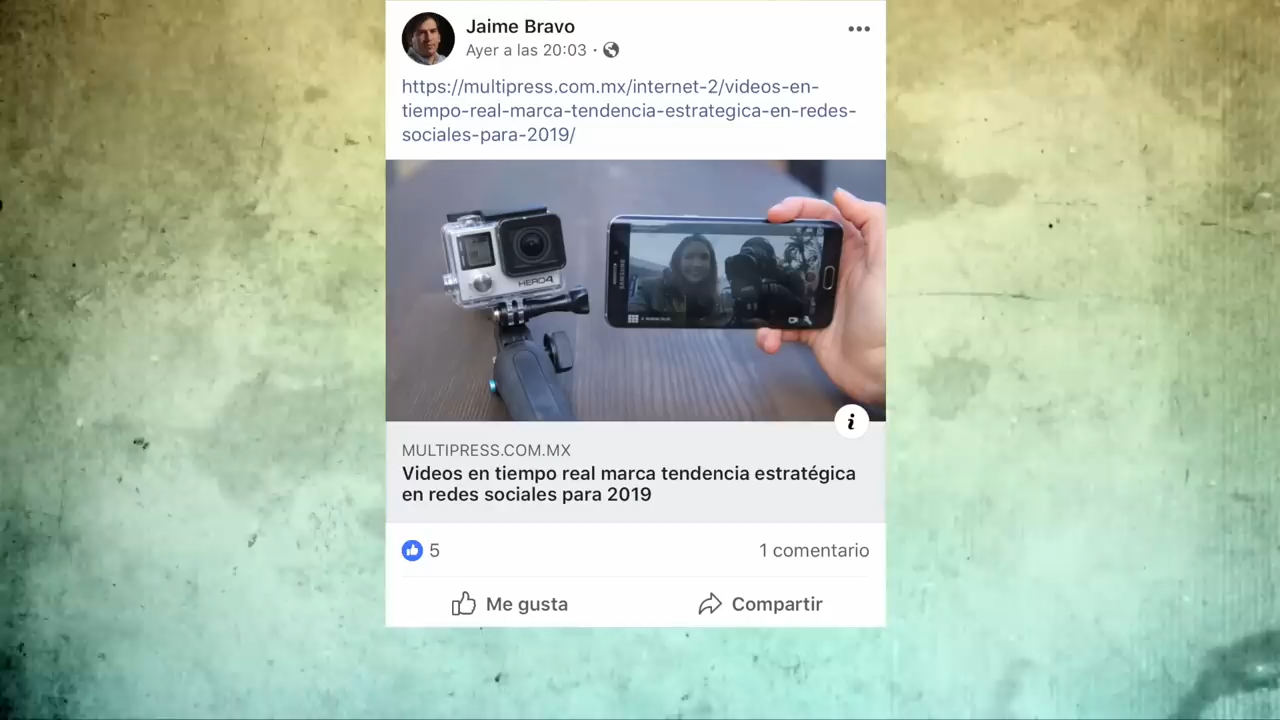 Jaime Bravo
Ayer a las 20:03 ·
https://multipress.com.mx/internet-2/videos-en-
tiempo-real-marca-tendencia-estrategica-en-redes-
sociales-para-2019/
HERO4
SAMSUNG
MULTIPRESS.COM.MX
Videos en tiempo real marca tendencia estratégica
en redes sociales para 2019
5
1 comentario
Me gusta
Compartir